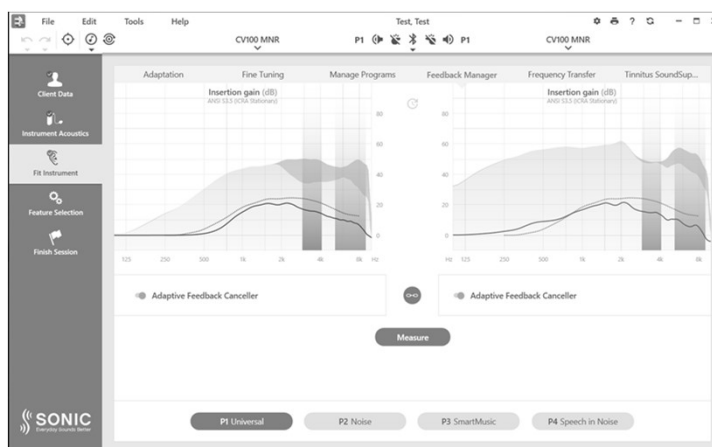 File Edit Tools Help Test, Test ?
CV100 MNR P1 P1 CV100 MNR
Client Data
Instrument Acoustics
Fit Instrument
Feature Selection
Finish Session
Adaptation Fine Tuning Manage Programs Feedback Manager Frequency Transfer Tinnitus SoundSup...
Insertion gain (dB) Insertion gain (dB)
ANSI S3.5 (ICRA Stationary) ANSI S3.5 (ICRA Stationary)
80 80
60 60
40 40
20 20
0 0
125 250 500 1k 2k 4k 8k Hz Hz 125 250 500 1k 2k 4k 8k
Adaptive Feedback Canceller Adaptive Feedback Canceller
Measure
P1 Universal P2 Noise P3 SmartMusic P4 Speech in Noise
SONIC
Everyday Sounds Better